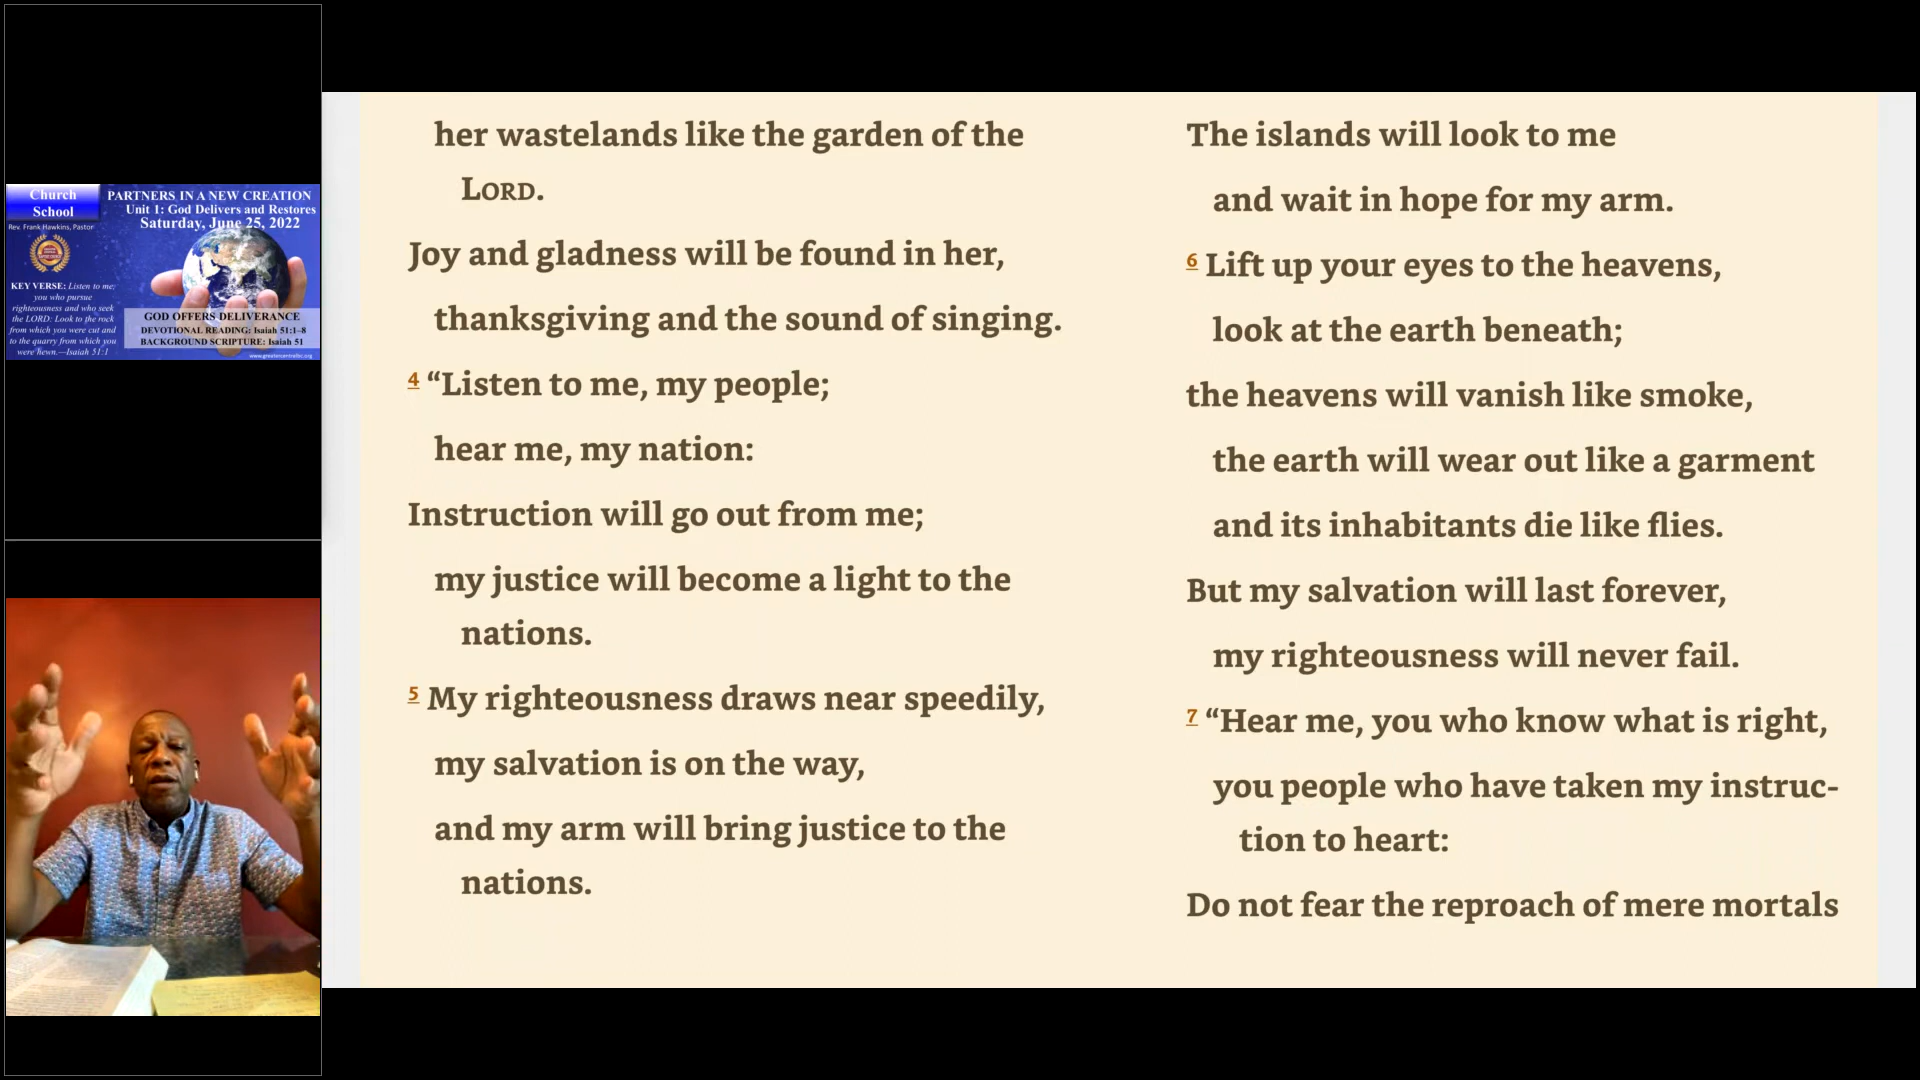 Church
School
Rev. Frank Hawkins, Pastor
PARTNERS IN A NEW CREATION
Unit 1: God Delivers and Restores
Saturday, June 25, 2022
KEY VERSE: Listen to me,
you who pursue
righteousness and who seek
the LORD: Look to the rock
from which you were cut and
to the quarry from which you
were hewn.—Isaiah 51:1
GOD OFFERS DELIVERANCE
DEVOTIONAL READING: Isaiah 51:1–8
BACKGROUND SCRIPTURE: Isaiah 51
her wastelands like the garden of the
LORD.
Joy and gladness will be found in her,
thanksgiving and the sound of singing.
4 “Listen to me, my people;
hear me, my nation:
Instruction will go out from me;
my justice will become a light to the
nations.
5 My righteousness draws near speedily,
my salvation is on the way,
and my arm will bring justice to the
nations.
The islands will look to me
and wait in hope for my arm.
6 Lift up your eyes to the heavens,
look at the earth beneath;
the heavens will vanish like smoke,
the earth will wear out like a garment
and its inhabitants die like flies.
But my salvation will last forever,
my righteousness will never fail.
7 “Hear me, you who know what is right,
you people who have taken my instruc-
tion to heart:
Do not fear the reproach of mere mortals